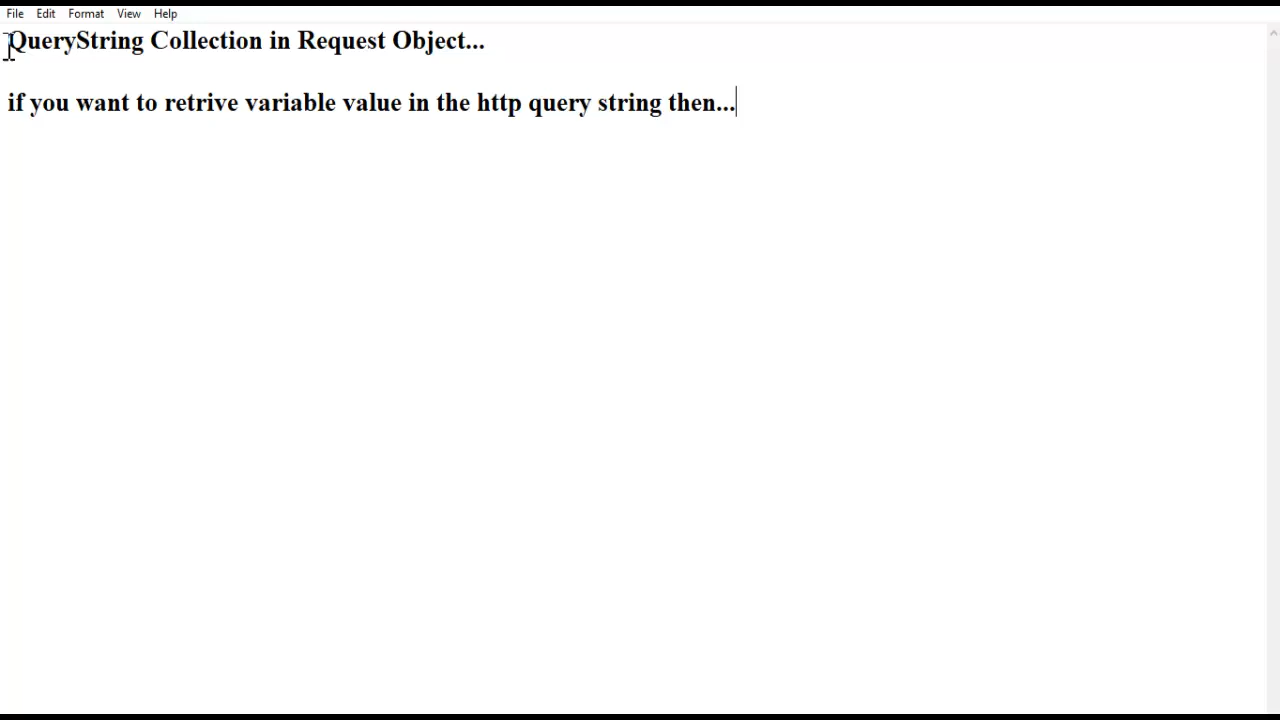 File Edit Format View Help
QueryString Collection in Request Object...
if you want to retrive variable value in the http query string then...